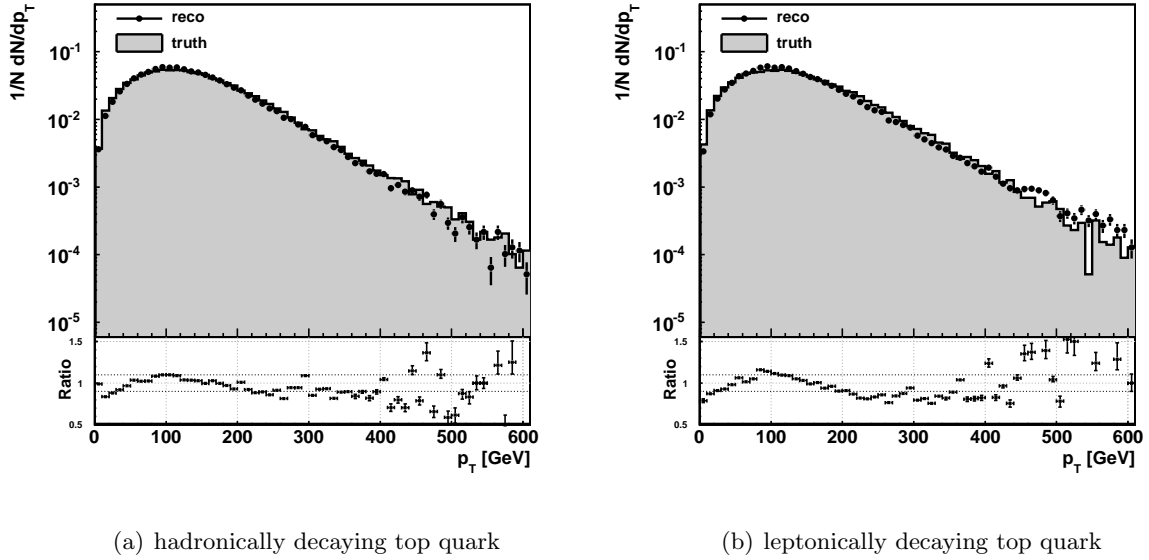 1/N dN/dp_T
reco
truth
10^-1
10^-2
10^-3
10^-4
10^-5
Ratio
1.5
1
0.5
0 100 200 300 400 500 600
p_T [GeV]
(a) hadronically decaying top quark
1/N dN/dp_T
reco
truth
10^-1
10^-2
10^-3
10^-4
10^-5
Ratio
1.5
1
0.5
0 100 200 300 400 500 600
p_T [GeV]
(b) leptonically decaying top quark